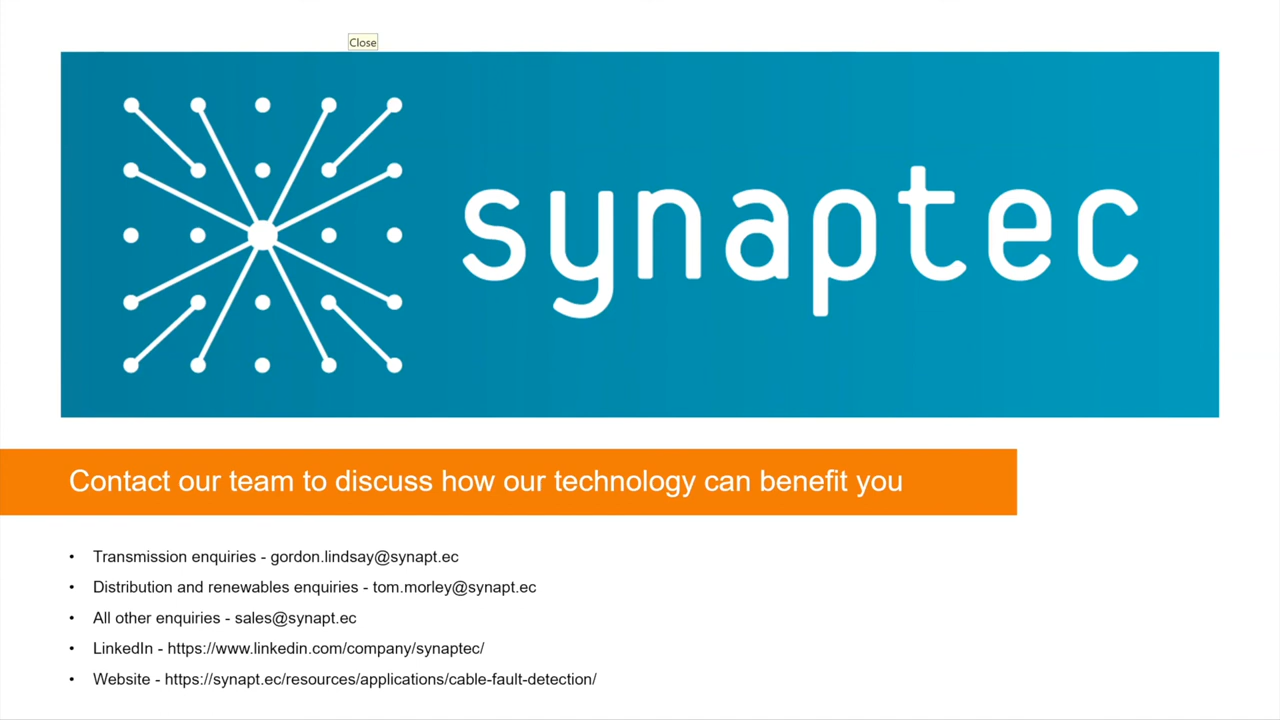 Close
synaptec
Contact our team to discuss how our technology can benefit you
• Transmission enquiries - gordon.lindsay@synapt.ec
• Distribution and renewables enquiries - tom.morley@synapt.ec
• All other enquiries - sales@synapt.ec
• LinkedIn - https://www.linkedin.com/company/synaptec/
• Website - https://synapt.ec/resources/applications/cable-fault-detection/